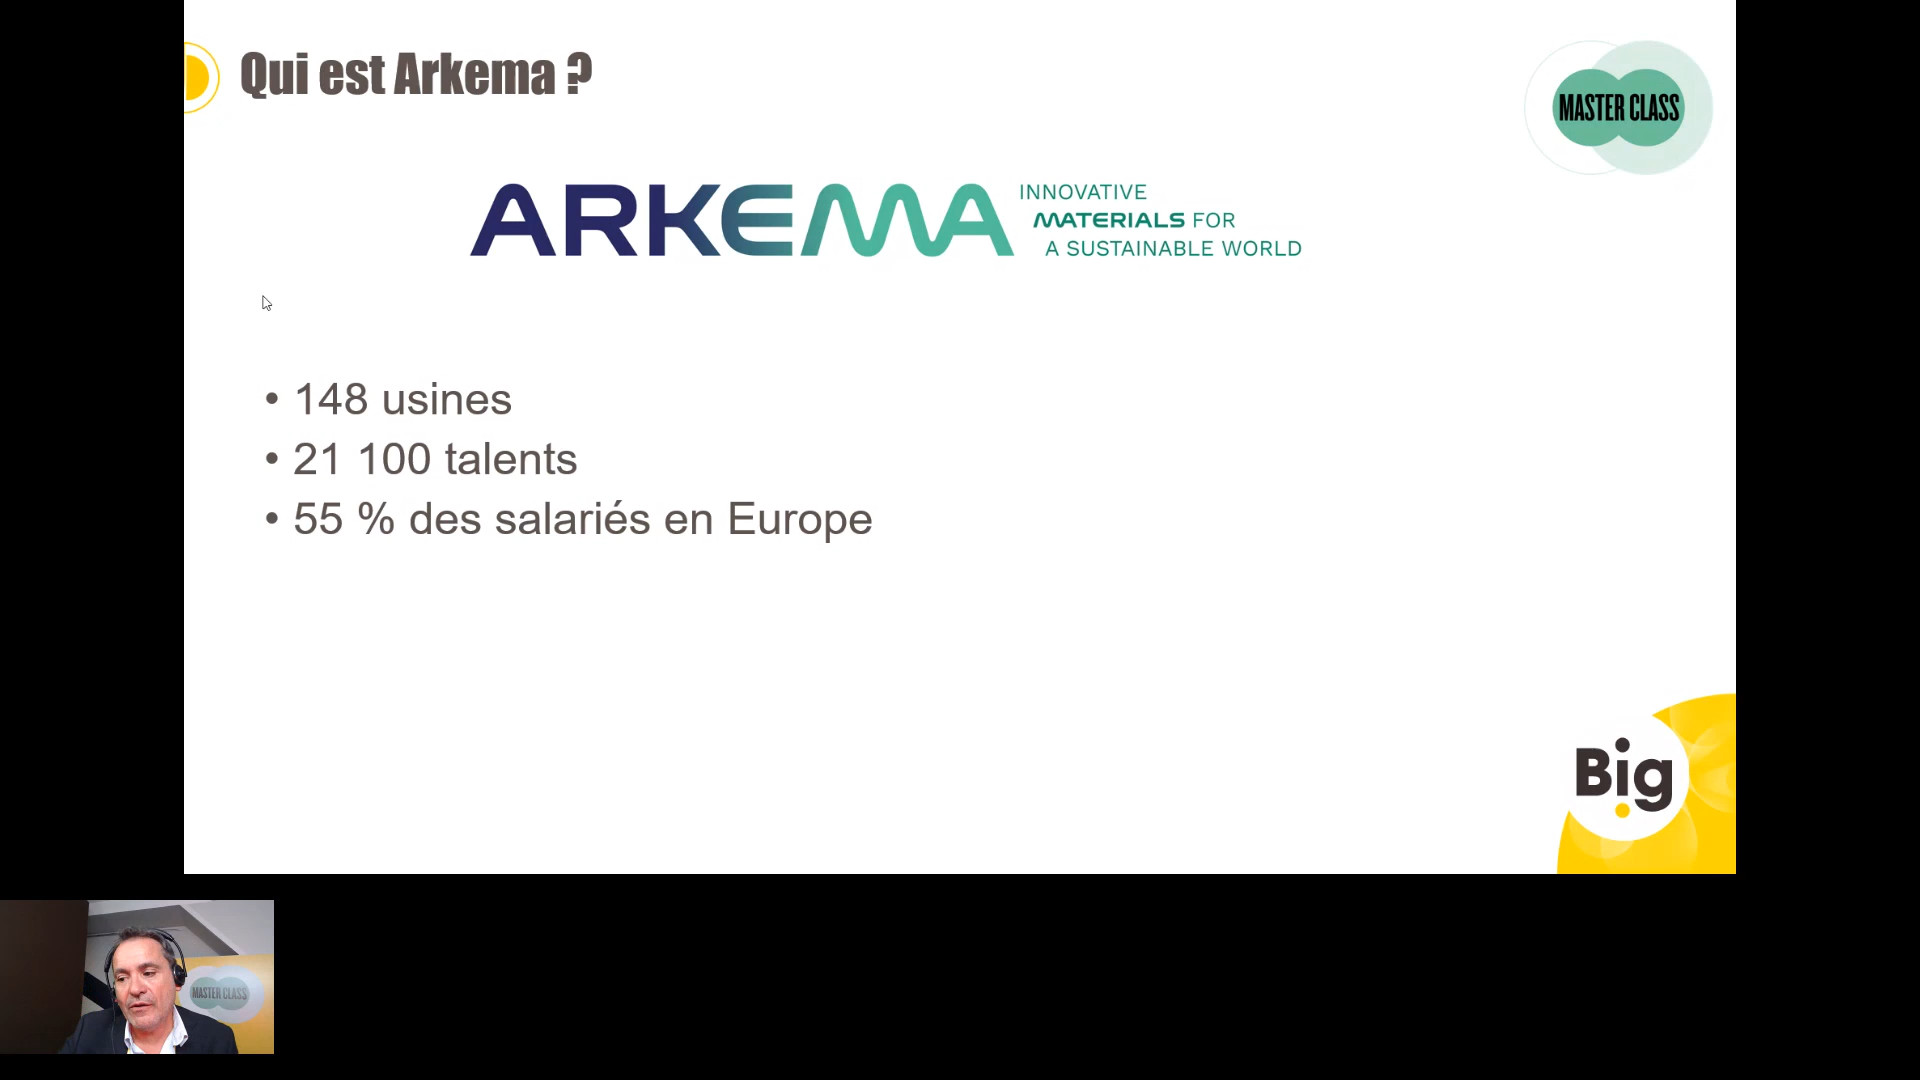 Qui est Arkema ?
MASTER CLASS
ARKEMA
INNOVATIVE
MATERIALS FOR
A SUSTAINABLE WORLD
• 148 usines
• 21 100 talents
• 55 % des salariés en Europe
Big
MASTER CLASS